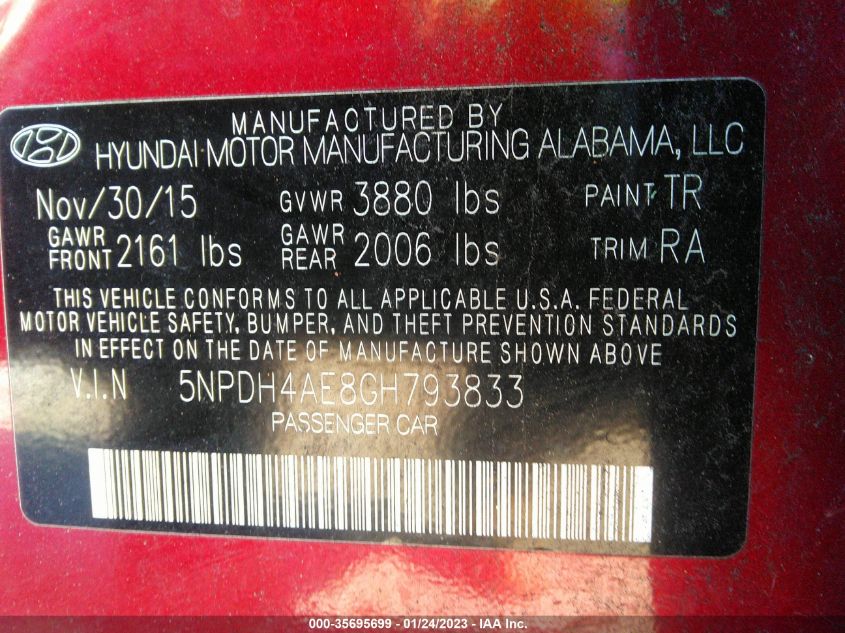 MANUFACTURED BY
HYUNDAI MOTOR MANUFACTURING ALABAMA, LLC
Nov/30/15 GVWR 3880 lbs PAINT TR
GAWR FRONT 2161 lbs GAWR REAR 2006 lbs TRIM RA
THIS VEHICLE CONFORMS TO ALL APPLICABLE U.S.A. FEDERAL
MOTOR VEHICLE SAFETY, BUMPER, AND THEFT PREVENTION STANDARDS
IN EFFECT ON THE DATE OF MANUFACTURE SHOWN ABOVE
V.I.N 5NPDH4AE8GH793833
PASSENGER CAR
000-35695699 - 01/24/2023 - IAA Inc.